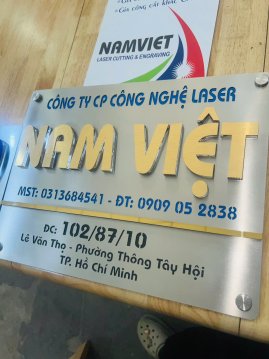 NAMVIET
LASER CUTTING & ENGRAVING
CÔNG TY CP CÔNG NGHỆ LASER
NAM VIỆT
MST: 0313684541 - ĐT: 0909 05 2838
ĐC: 102/87/10
Lê Văn Thọ - Phường Thông Tây Hội
TP. Hồ Chí Minh